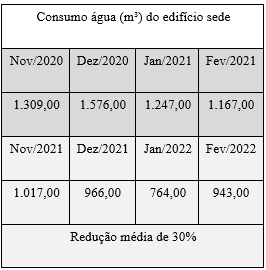 Consumo água (m³) do edifício sede
Nov/2020 Dez/2020 Jan/2021 Fev/2021
1.309,00 1.576,00 1.247,00 1.167,00
Nov/2021 Dez/2021 Jan/2022 Fev/2022
1.017,00 966,00 764,00 943,00
Redução média de 30%